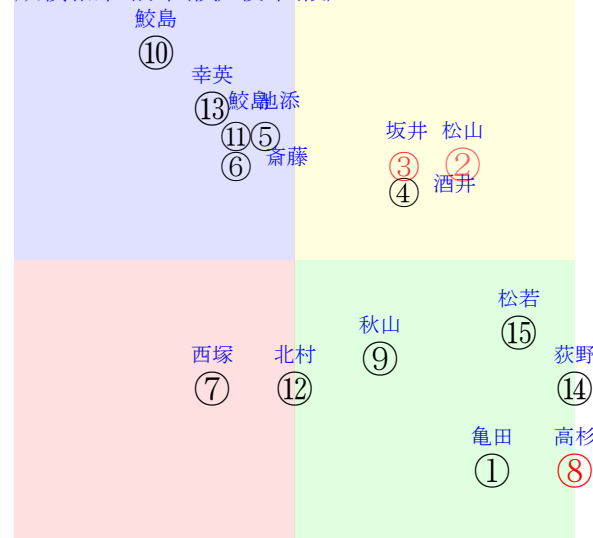 鮫島
⑩
幸英
⑬
鮫島
池添
⑪
⑤
⑥
斎藤
坂井
松山
③
②
④
酒井
松若
⑮
秋山
⑨
西塚
⑦
北村
⑫
荻野
⑭
亀田
①
高杉
⑧